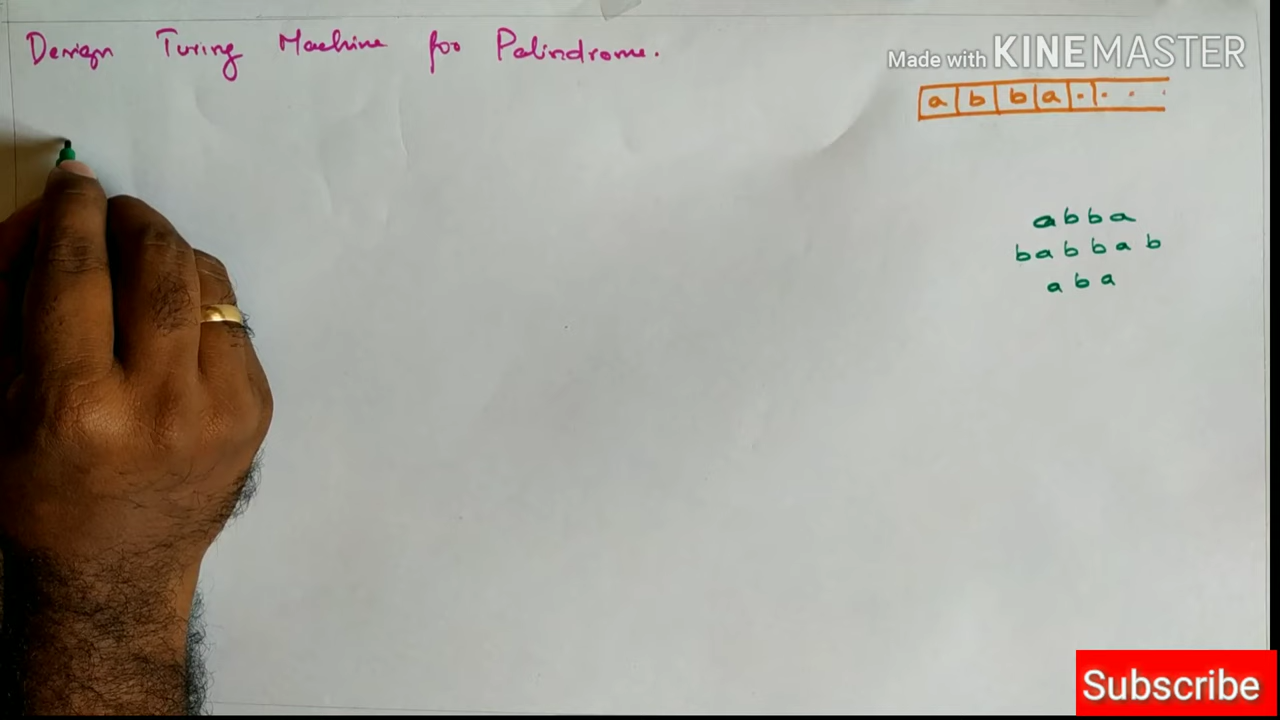 Design Turing Machine for Palindrome.
Made with KINEMASTER
a b b a . . . .
abba
babbab
aba
Subscribe